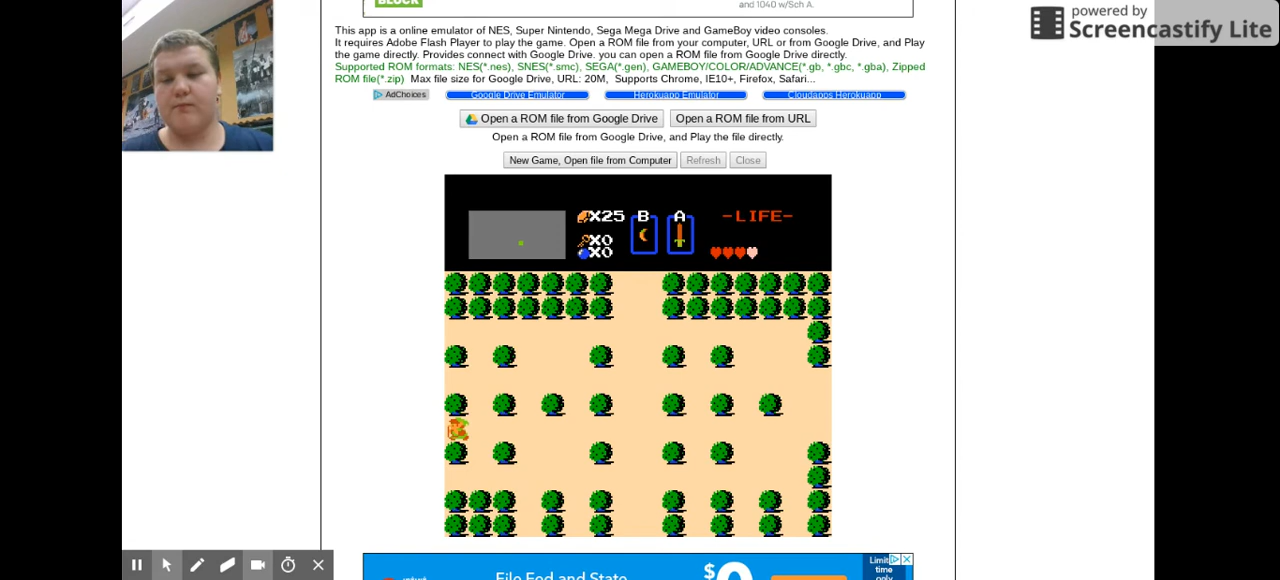 BLOCK
and 1040 w/Sch A.
powered by
Screencastify Lite
This app is a online emulator of NES, Super Nintendo, Sega Mega Drive and GameBoy video consoles.
It requires Adobe Flash Player to play the game. Open a ROM file from your computer, URL or from Google Drive, and Play
the game directly. Provides connect with Google Drive. you can open a ROM file from Google Drive directly.
Supported ROM formats: NES(*.nes), SNES(*.smc), SEGA(*.gen), GAMEBOY/COLOR/ADVANCE(*.gb, *.gbc, *.gba), Zipped
ROM file(*.zip) Max file size for Google Drive, URL: 20M, Supports Chrome, IE10+, Firefox, Safari...
AdChoices Google Drive Emulator Herokuapp Emulator Cloudapps Herokuapp
Open a ROM file from Google Drive Open a ROM file from URL
Open a ROM file from Google Drive, and Play the file directly.
New Game, Open file from Computer Refresh Close
X25 B A -LIFE-
X0
X0
File Fed and State $0
Limit
time
only